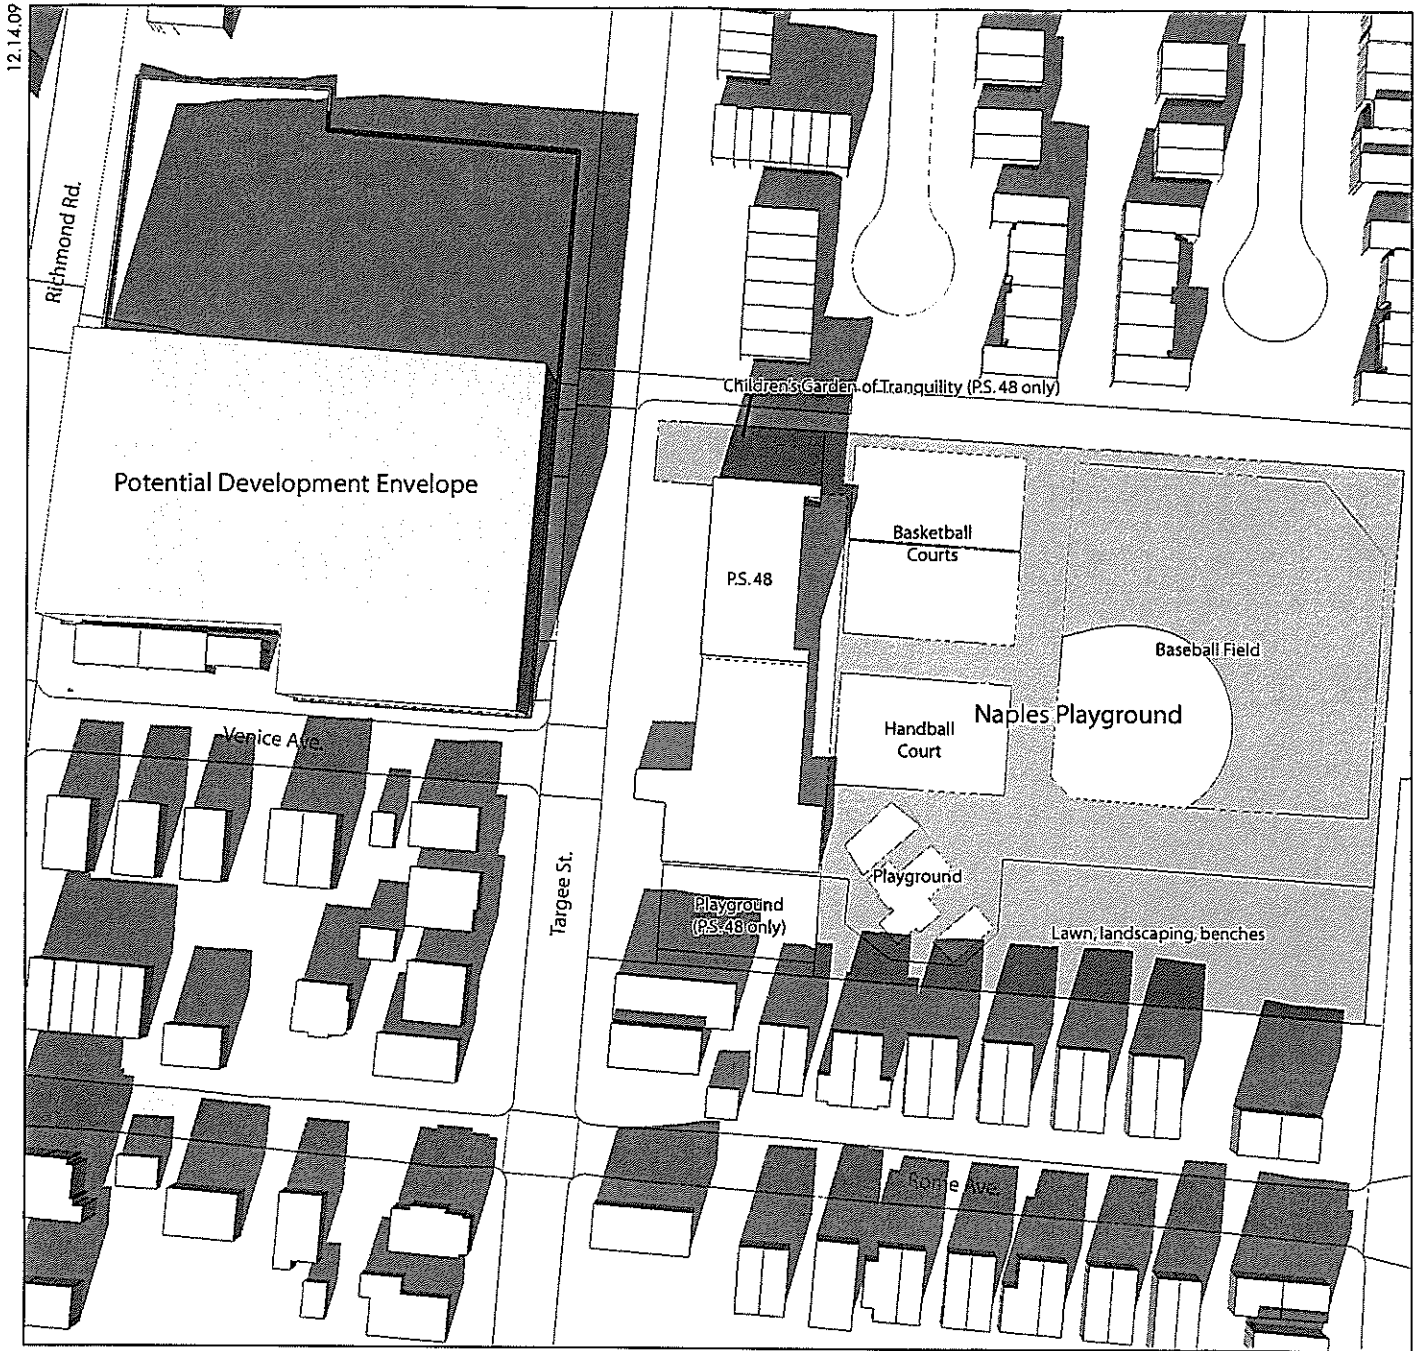 12.14.09
Richmond Rd.
Children's Garden of Tranquility (P.S. 48 only)
Potential Development Envelope
Basketball
Courts
P.S. 48
Baseball Field
Naples Playground
Handball
Court
Venice Ave.
Targee St.
Playground
Playground
(P.S. 48 only)
Lawn, landscaping, benches
Rome Ave.